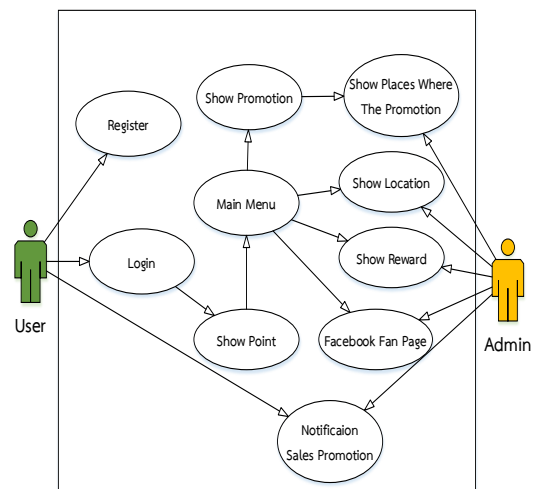 Show Promotion
Show Places Where
The Promotion
Register
Show Location
Main Menu
Login
Show Reward
User
Show Point
Facebook Fan Page
Admin
Notificaion
Sales Promotion